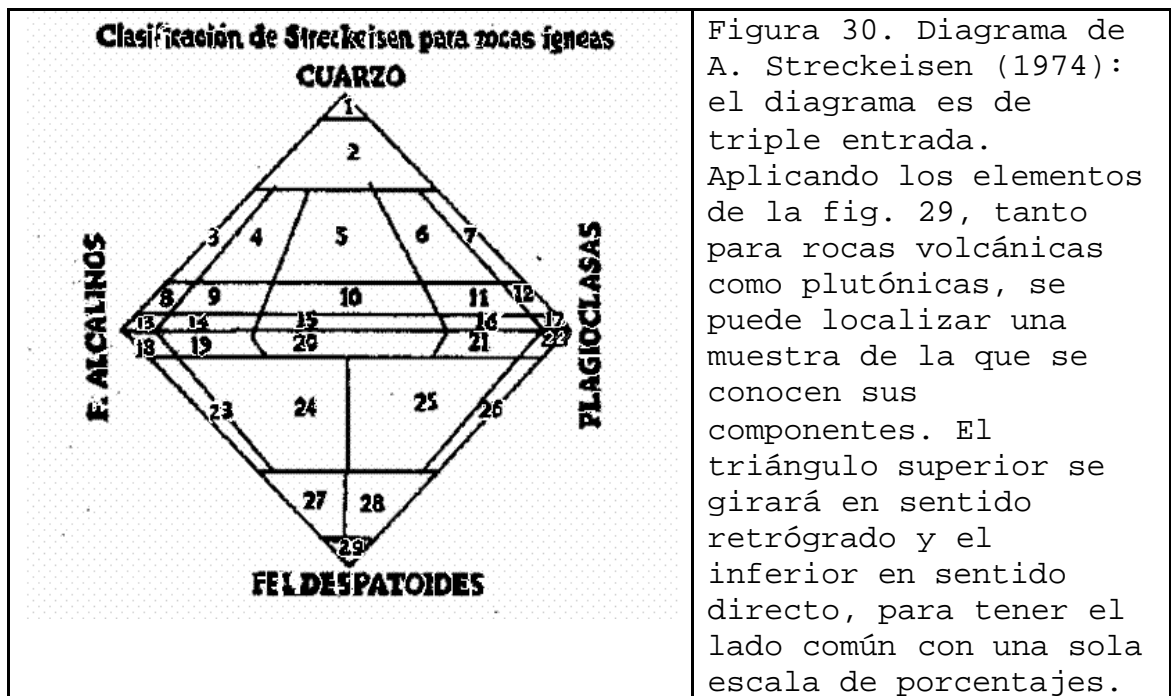 Clasificación de Streckeisen para rocas ígneas
CUARZO
1
2
3 4 5 6 7
8 9 10 11 12
13 14 15 16 17
18 19 20 21 22
23 24 25 26
27 28
29
F. ALCALINOS
PLAGIOCLASAS
FELDESPATOIDES
Figura 30. Diagrama de
A. Streckeisen (1974):
el diagrama es de
triple entrada.
Aplicando los elementos
de la fig. 29, tanto
para rocas volcánicas
como plutónicas, se
puede localizar una
muestra de la que se
conocen sus
componentes. El
triángulo superior se
girará en sentido
retrógrado y el
inferior en sentido
directo, para tener el
lado común con una sola
escala de porcentajes.